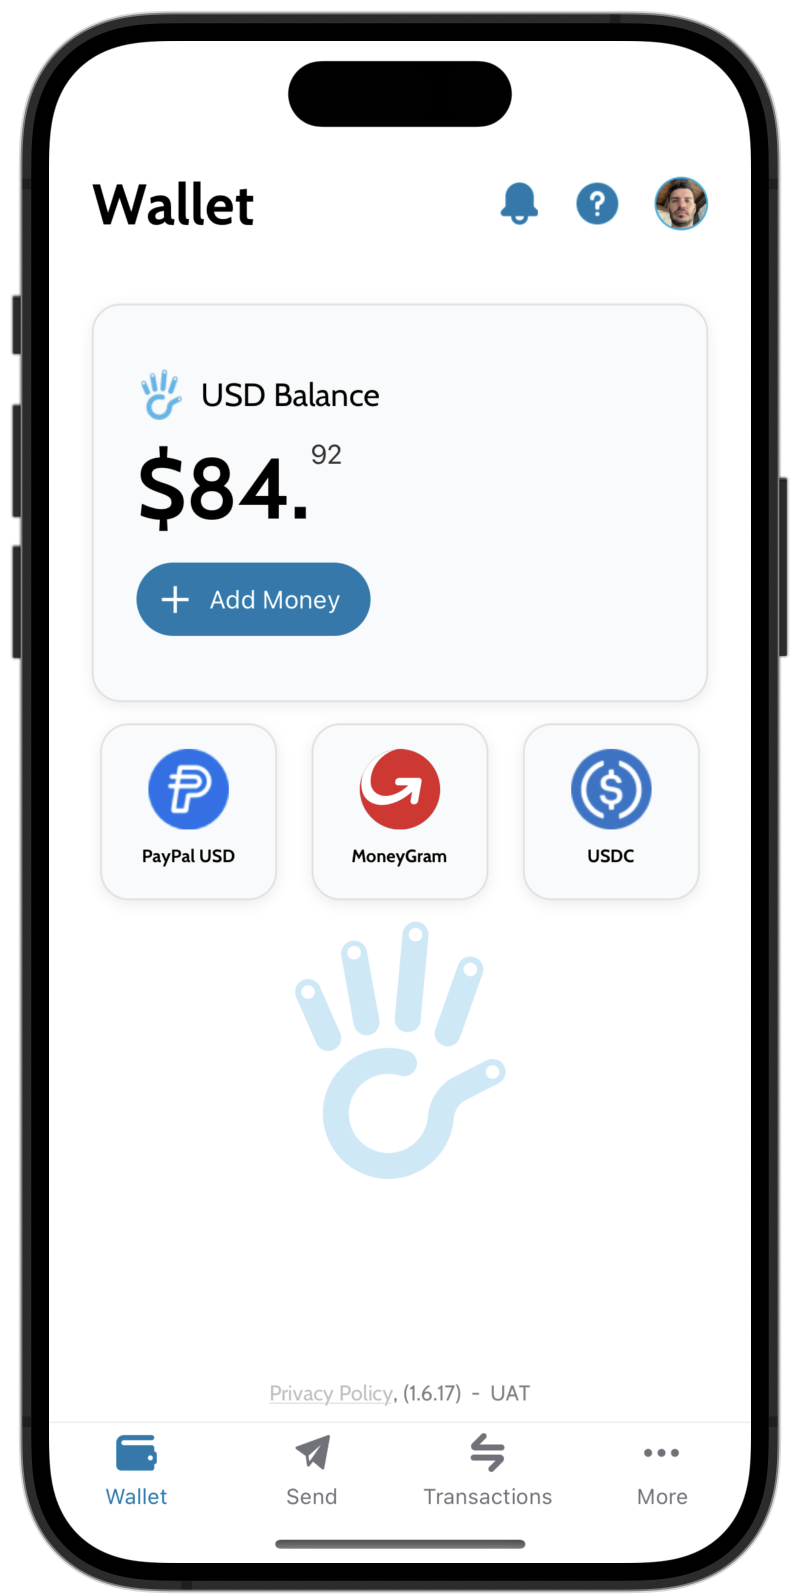 Wallet
USD Balance
$84.92
Add Money
PayPal USD
MoneyGram
USDC
Privacy Policy, (1.6.17) - UAT
Wallet
Send
Transactions
More